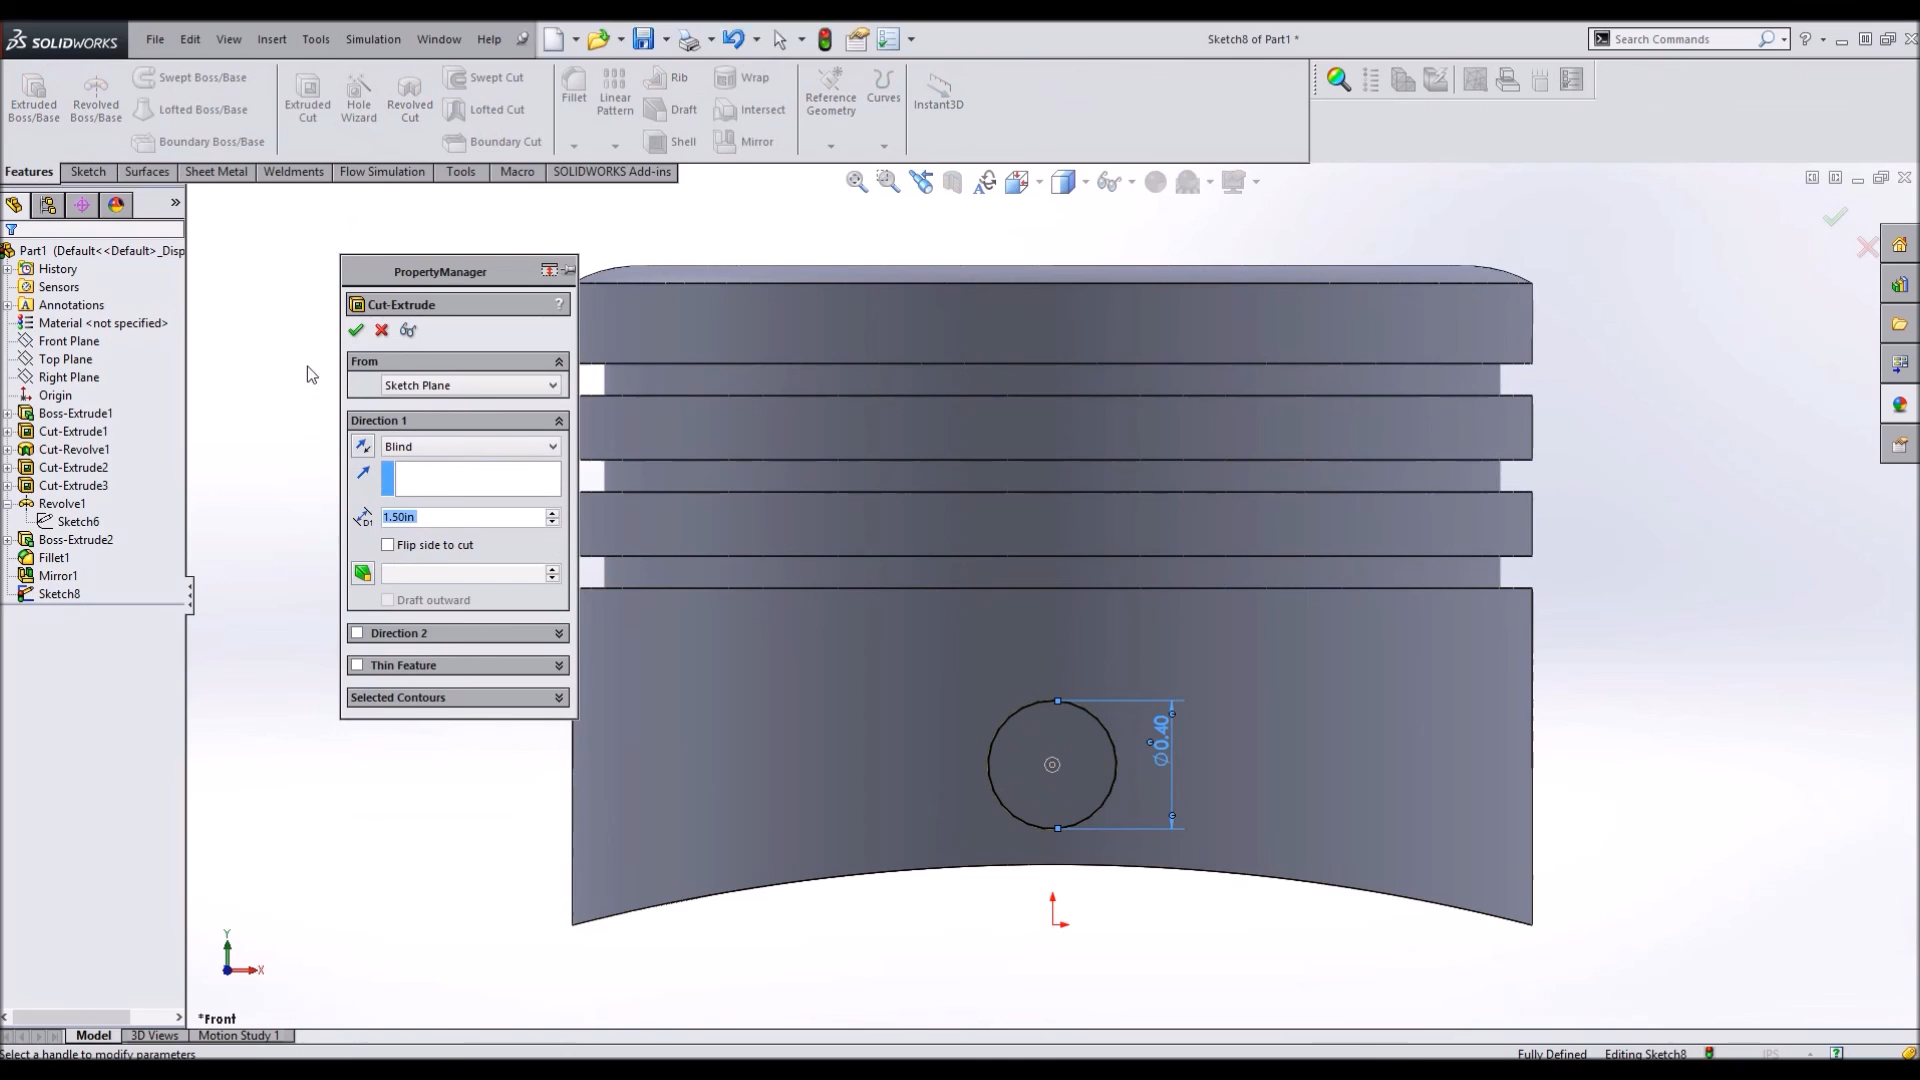 SOLIDWORKS File Edit View Insert Tools Simulation Window Help Sketch8 of Part1 * Search Commands
Extruded Boss/Base
Revolved Boss/Base
Swept Boss/Base
Lofted Boss/Base
Boundary Boss/Base
Extruded Cut
Hole Wizard
Revolved Cut
Swept Cut
Lofted Cut
Boundary Cut
Fillet
Linear Pattern
Rib
Draft
Shell
Wrap
Intersect
Mirror
Reference Geometry
Curves
Instant3D
Features Sketch Surfaces Sheet Metal Weldments Flow Simulation Tools Macro SOLIDWORKS Add-ins
Part1 (Default<<Default>_Disp
History
Sensors
Annotations
Material <not specified>
Front Plane
Top Plane
Right Plane
Origin
Boss-Extrude1
Cut-Extrude1
Cut-Revolve1
Cut-Extrude2
Cut-Extrude3
Revolve1
Sketch6
Boss-Extrude2
Fillet1
Mirror1
Sketch8
PropertyManager
Cut-Extrude ?
From
Sketch Plane
Direction 1
Blind
D1 1.50in
Flip side to cut
Draft outward
Direction 2
Thin Feature
Selected Contours
Ø0.40
Y
X
*Front
Model 3D Views Motion Study 1
Select a handle to modify parameters Fully Defined Editing Sketch8 IPS ?